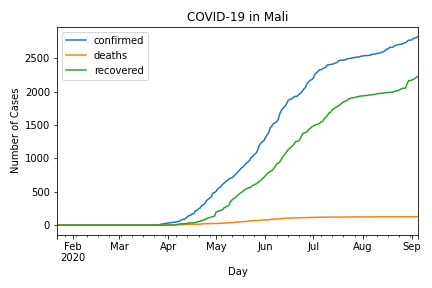 COVID-19 in Mali
confirmed
deaths
recovered
Number of Cases
2500
2000
1500
1000
500
0
Feb Mar Apr May Jun Jul Aug Sep
2020
Day